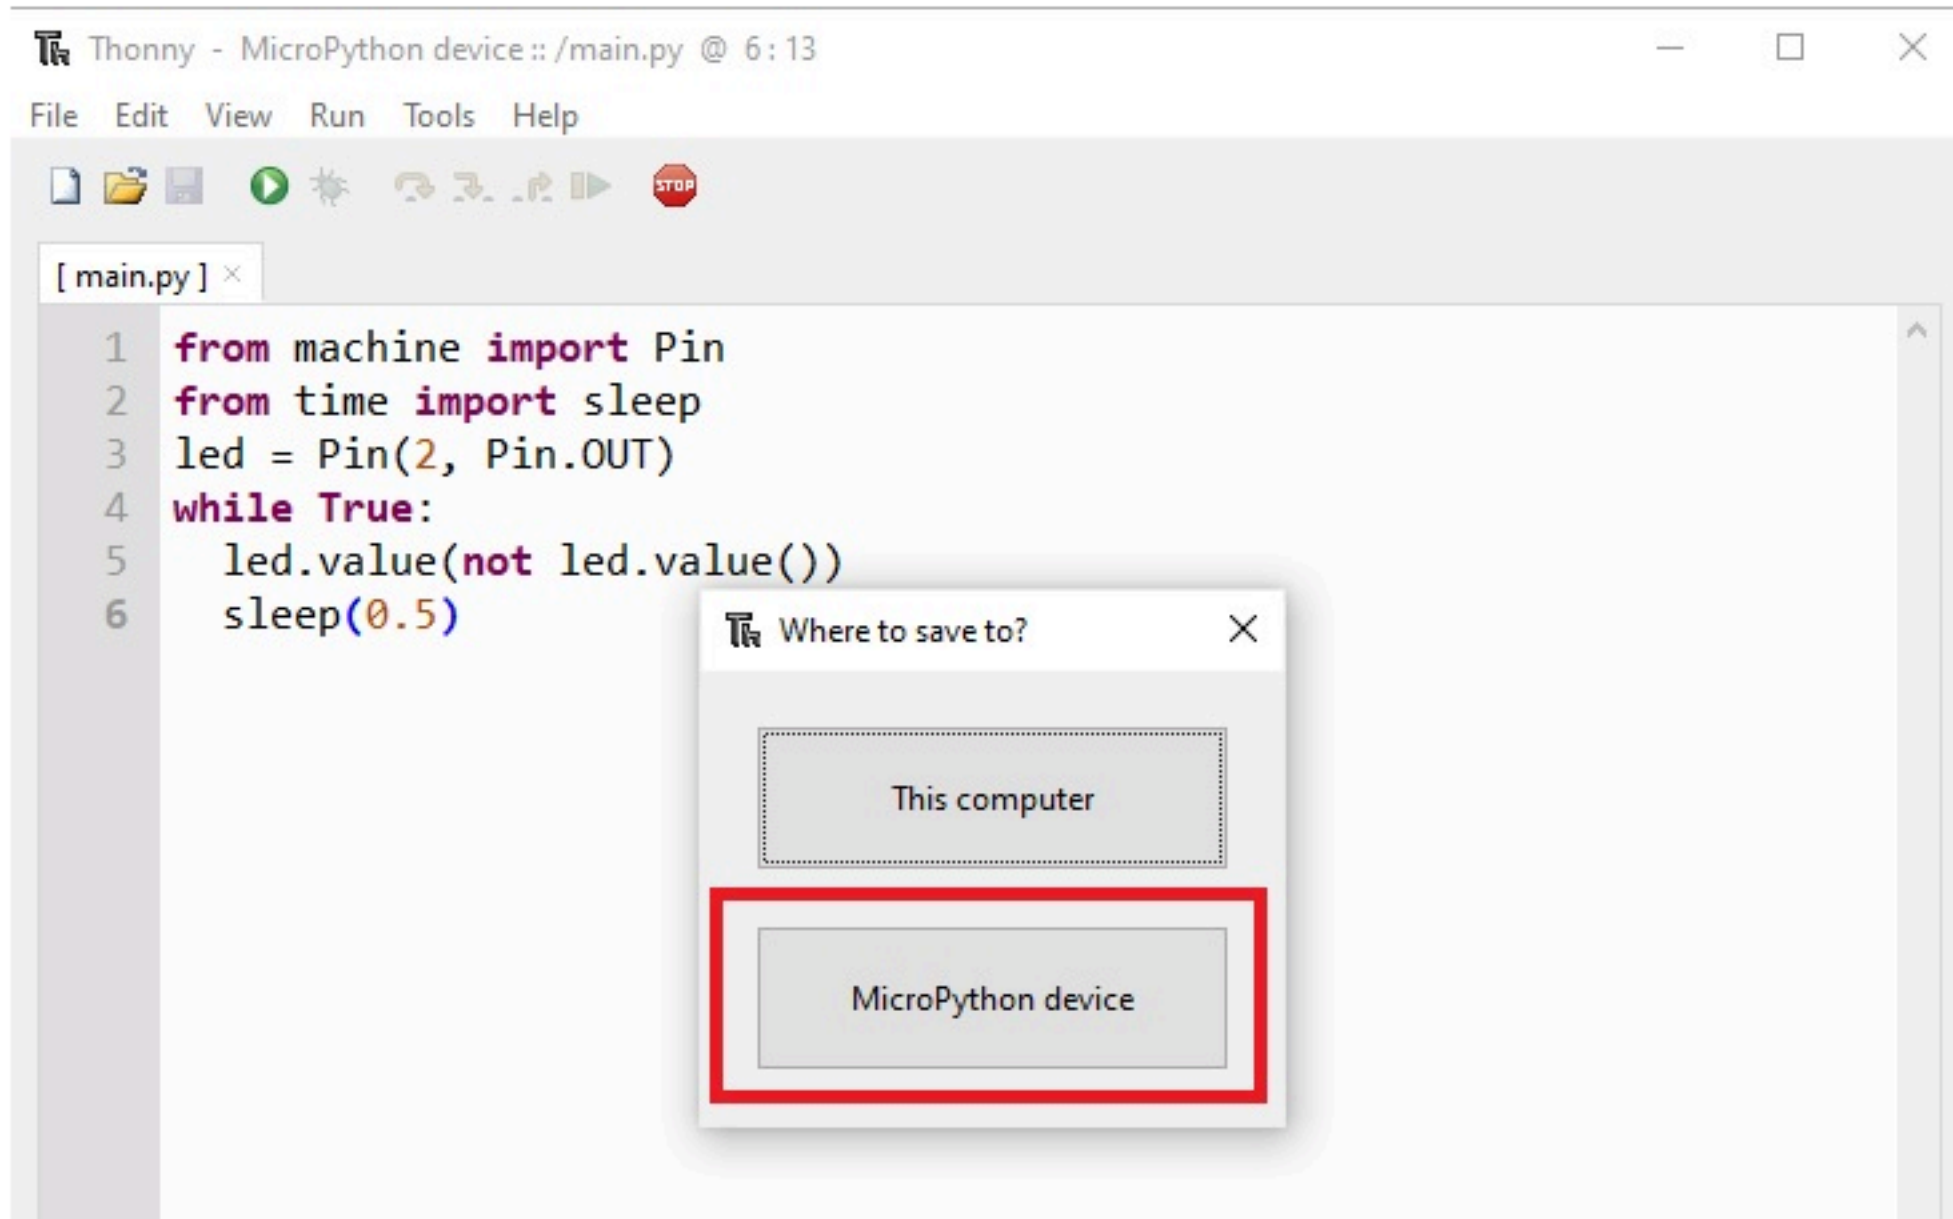 Thonny - MicroPython device :: /main.py @ 6 : 13
File Edit View Run Tools Help
STOP
[ main.py ] ×
1 from machine import Pin
2 from time import sleep
3 led = Pin(2, Pin.OUT)
4 while True:
5   led.value(not led.value())
6   sleep(0.5)
Where to save to?
This computer
MicroPython device